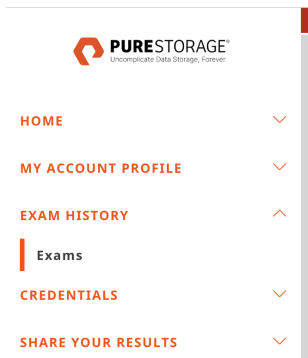 PURESTORAGE®
Uncomplicate Data Storage, Forever
HOME
MY ACCOUNT PROFILE
EXAM HISTORY
Exams
CREDENTIALS
SHARE YOUR RESULTS